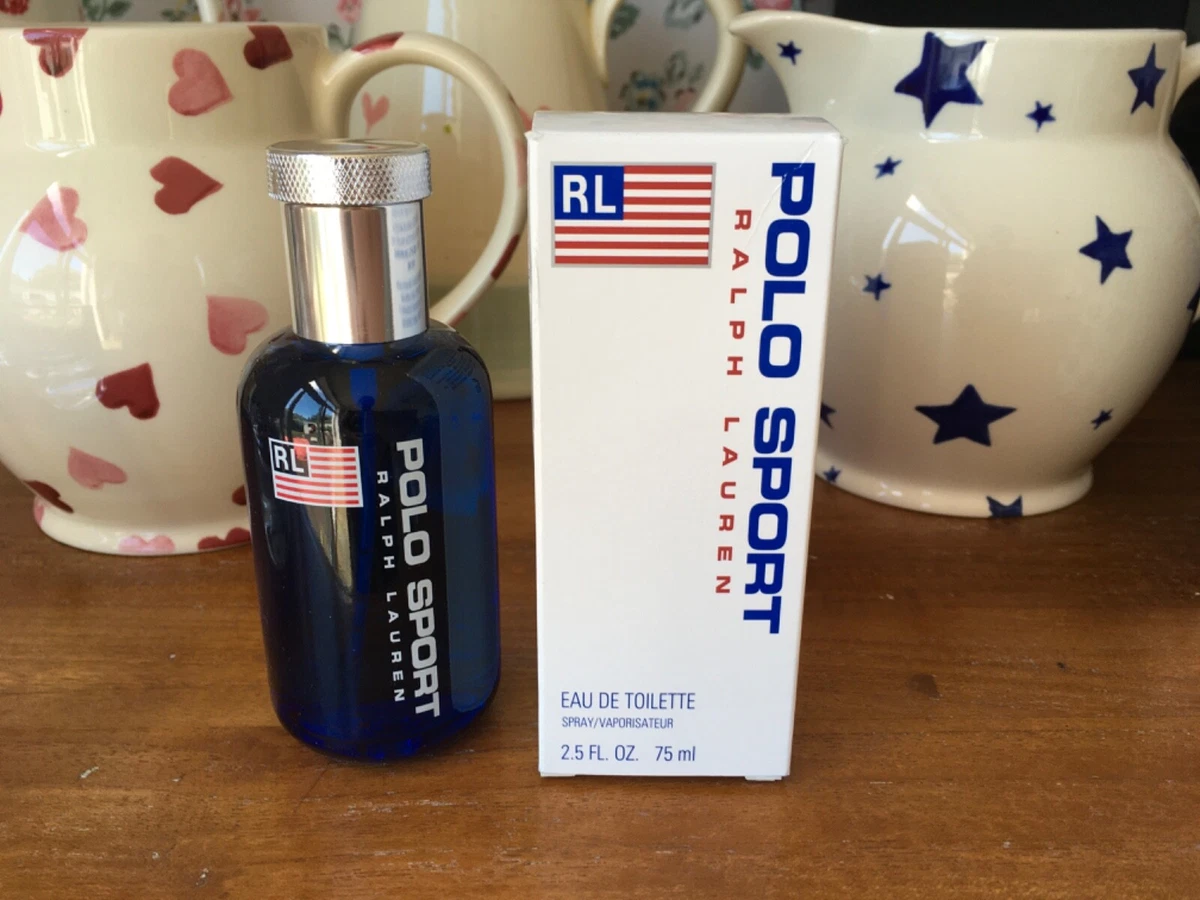 RL
POLO SPORT
RALPH LAUREN
RL
POLO SPORT
RALPH LAUREN
EAU DE TOILETTE
SPRAY/VAPORISATEUR
2.5 FL. OZ. 75 ml